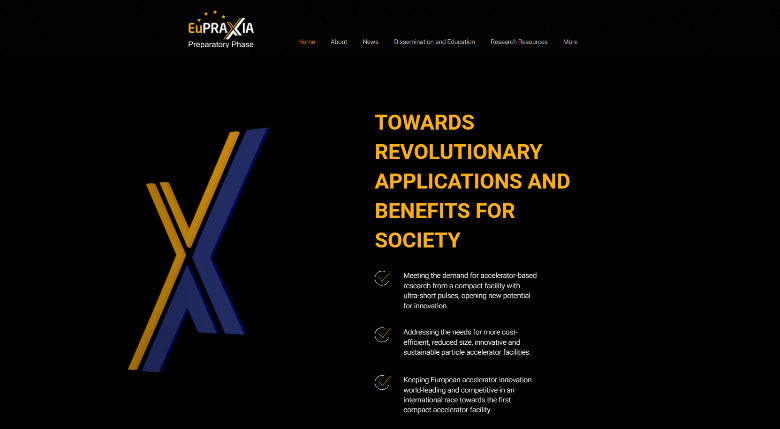 EuPRAXIA
Preparatory Phase
Home About News Dissemination and Education Research Resources More
TOWARDS
REVOLUTIONARY
APPLICATIONS AND
BENEFITS FOR
SOCIETY
Meeting the demand for accelerator-based
research from a compact facility with
ultra-short pulses, opening new potential
for innovation.
Addressing the needs for more cost-
efficient, reduced size, innovative and
sustainable particle accelerator facilities.
Keeping European accelerator innovation
world-leading and competitive in an
international race towards the first
compact accelerator facility.